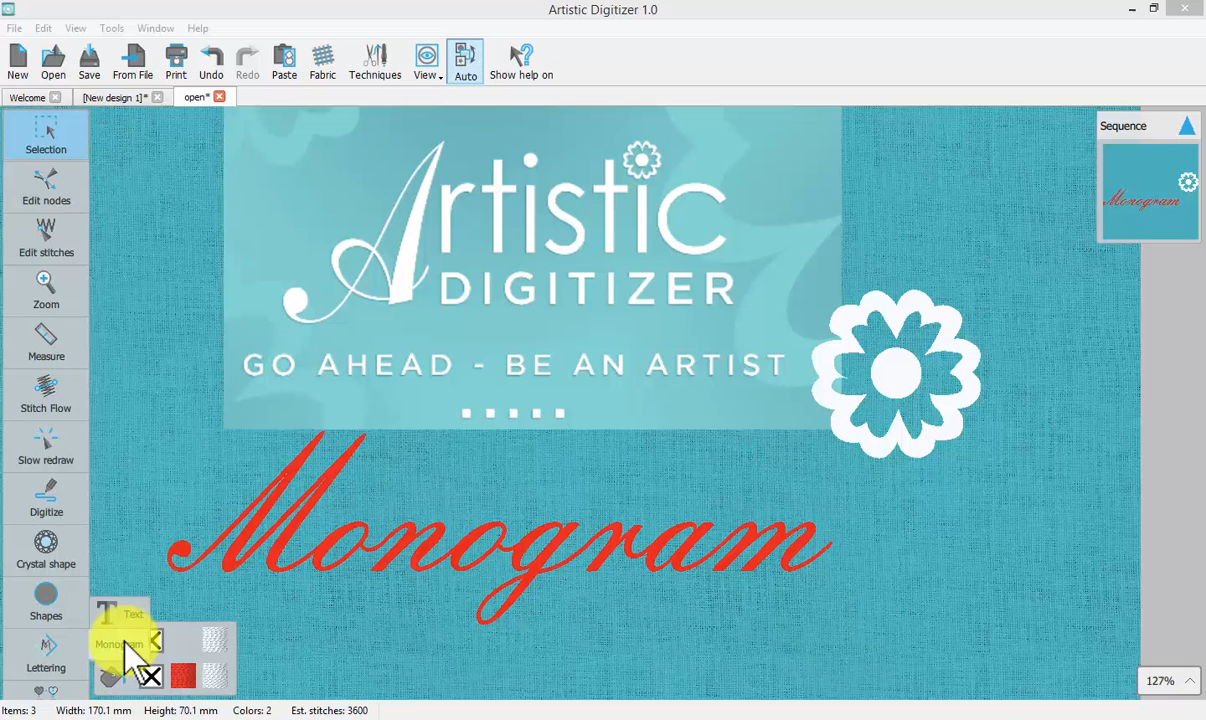 Artistic Digitizer 1.0
File Edit View Tools Window Help
New Open Save From File Print Undo Redo Paste Fabric Techniques View Auto Show help on
Welcome [New design 1]* open*
Selection
Edit nodes
Edit stitches
Zoom
Measure
Stitch Flow
Slow redraw
Digitize
Crystal shape
Shapes
Lettering
Text
Monogram
Artistic
DIGITIZER
GO AHEAD - BE AN ARTIST
Monogram
Sequence
Monogram
127%
Items: 3 Width: 170.1 mm Height: 70.1 mm Colors: 2 Est. stitches: 3600